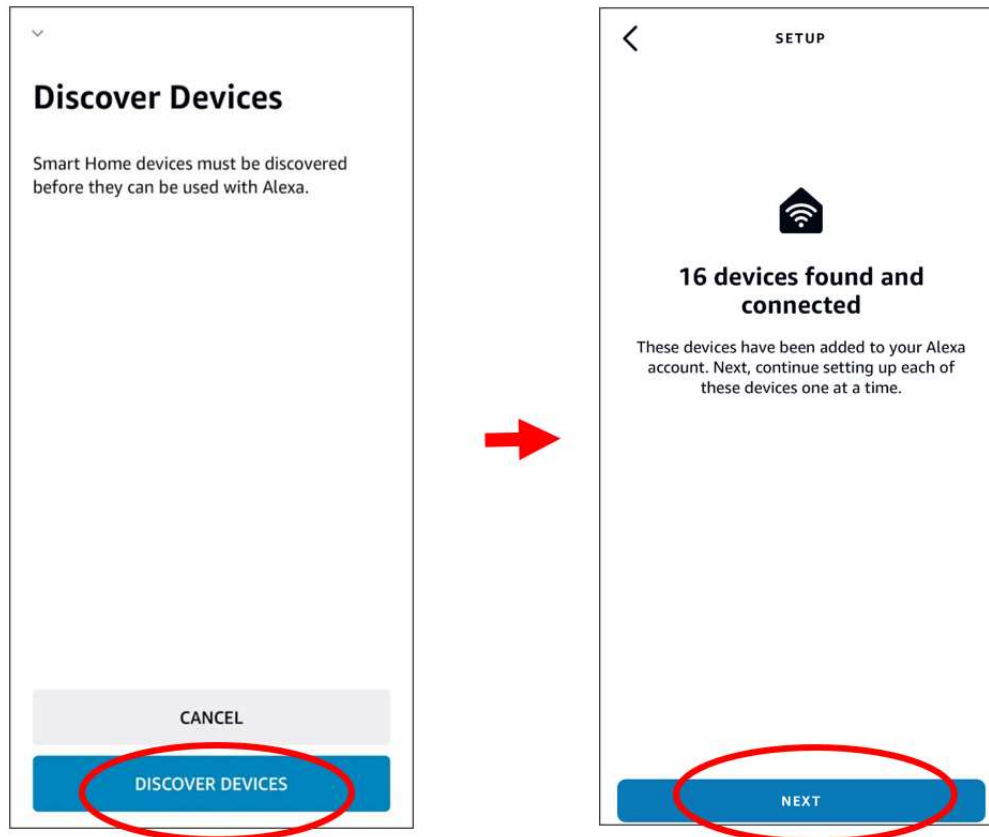 Discover Devices
Smart Home devices must be discovered
before they can be used with Alexa.
CANCEL
DISCOVER DEVICES
SETUP
16 devices found and
connected
These devices have been added to your Alexa
account. Next, continue setting up each of
these devices one at a time.
NEXT